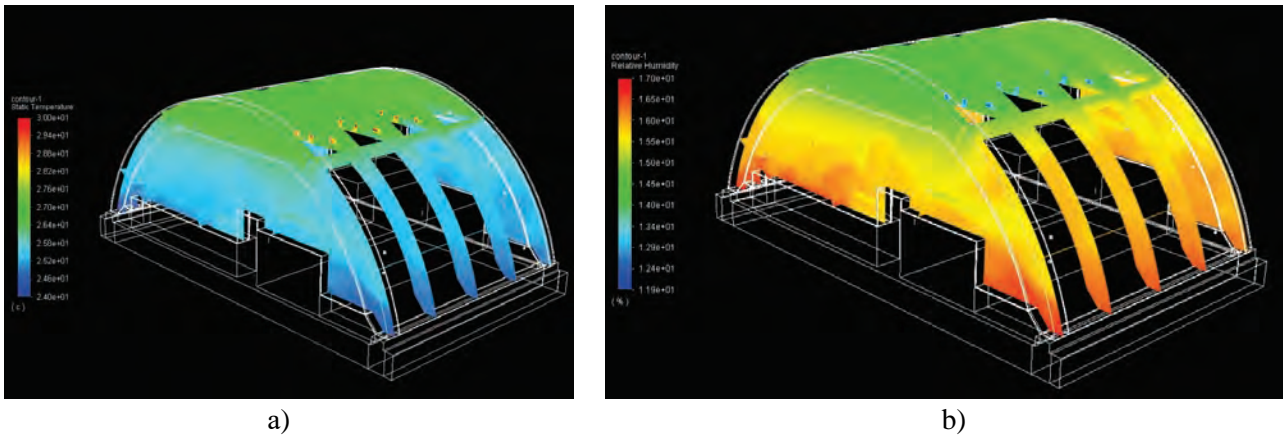 contour-1
Static Temperature
3.00e+01
2.94e+01
2.88e+01
2.82e+01
2.76e+01
2.70e+01
2.64e+01
2.58e+01
2.52e+01
2.46e+01
2.40e+01
( c )
contour-1
Relative Humidity
1.70e+01
1.65e+01
1.60e+01
1.55e+01
1.50e+01
1.45e+01
1.34e+01
1.29e+01
1.24e+01
1.19e+01
( % )
a)
b)